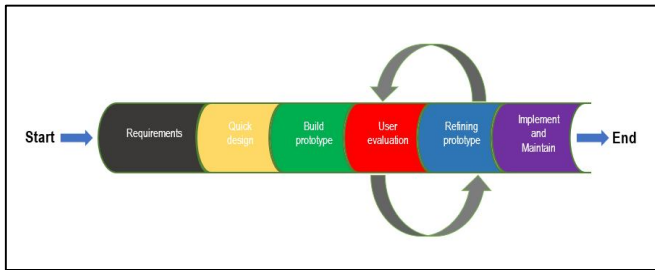 Start
Requirements
Quick
design
Build
prototype
User
evaluation
Refining
prototype
Implement
and
Maintain
End